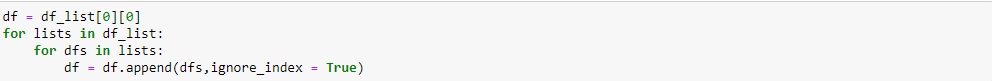 df = df_list[0][0]
for lists in df_list:
    for dfs in lists:
        df = df.append(dfs,ignore_index = True)